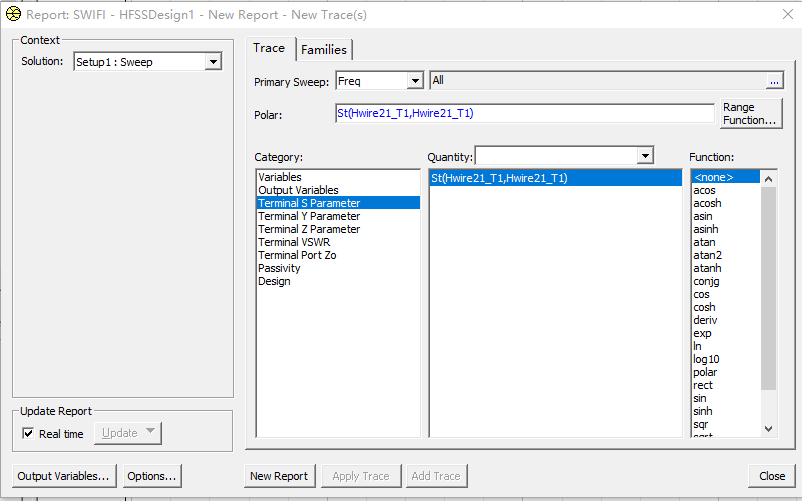 Report: SWIFI - HFSSDesign1 - New Report - New Trace(s)
Context
Solution: Setup1 : Sweep
Update Report
Real time Update
Output Variables... Options...
Trace Families
Primary Sweep: Freq All ...
Polar: St(Hwire21_T1,Hwire21_T1) Range Function...
Category:
Variables
Output Variables
Terminal S Parameter
Terminal Y Parameter
Terminal Z Parameter
Terminal VSWR
Terminal Port Zo
Passivity
Design
Quantity:
St(Hwire21_T1,Hwire21_T1)
Function:
<none>
acos
acosh
asin
asinh
atan
atan2
atanh
conjg
cos
cosh
deriv
exp
ln
log10
polar
rect
sin
sinh
sqr
New Report Apply Trace Add Trace Close